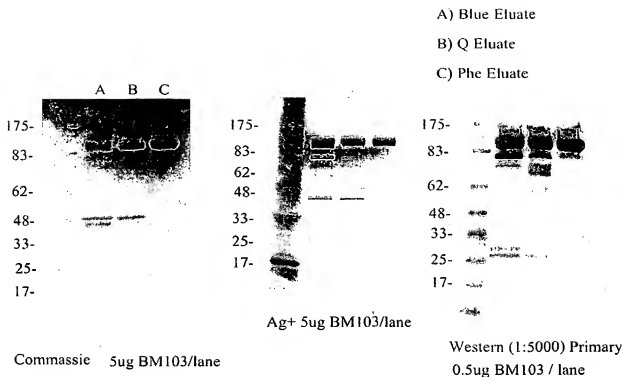 A) Blue Eluate
B) Q Eluate
C) Phe Eluate
A B C
175-
83-
62-
48-
33-
25-
17-
Commassie 5ug BM103/lane
175-
83-
62-
48-
33-
25-
17-
Ag+ 5ug BM103/lane
175-
83-
62-
48-
33-
25-
17-
Western (1:5000) Primary
0.5ug BM103 / lane